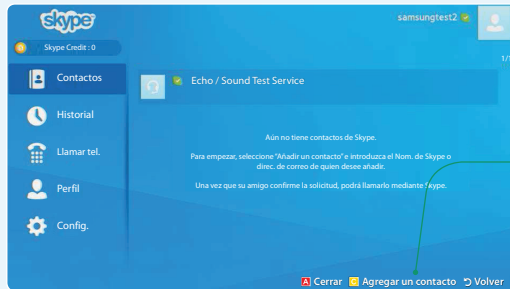 skype
samsungtest2
Skype Credit : 0
1/1
Contactos
Echo / Sound Test Service
Historial
Aún no tiene contactos de Skype.
Llamar tel.
Para empezar, seleccione "Añadir un contacto" e introduzca el Nom. de Skype o
direc. de correo de quien desee añadir.
Una vez que su amigo confirme la solicitud, podrá llamarlo mediante Skype.
Perfil
Config.
A Cerrar C Agregar un contacto Volver